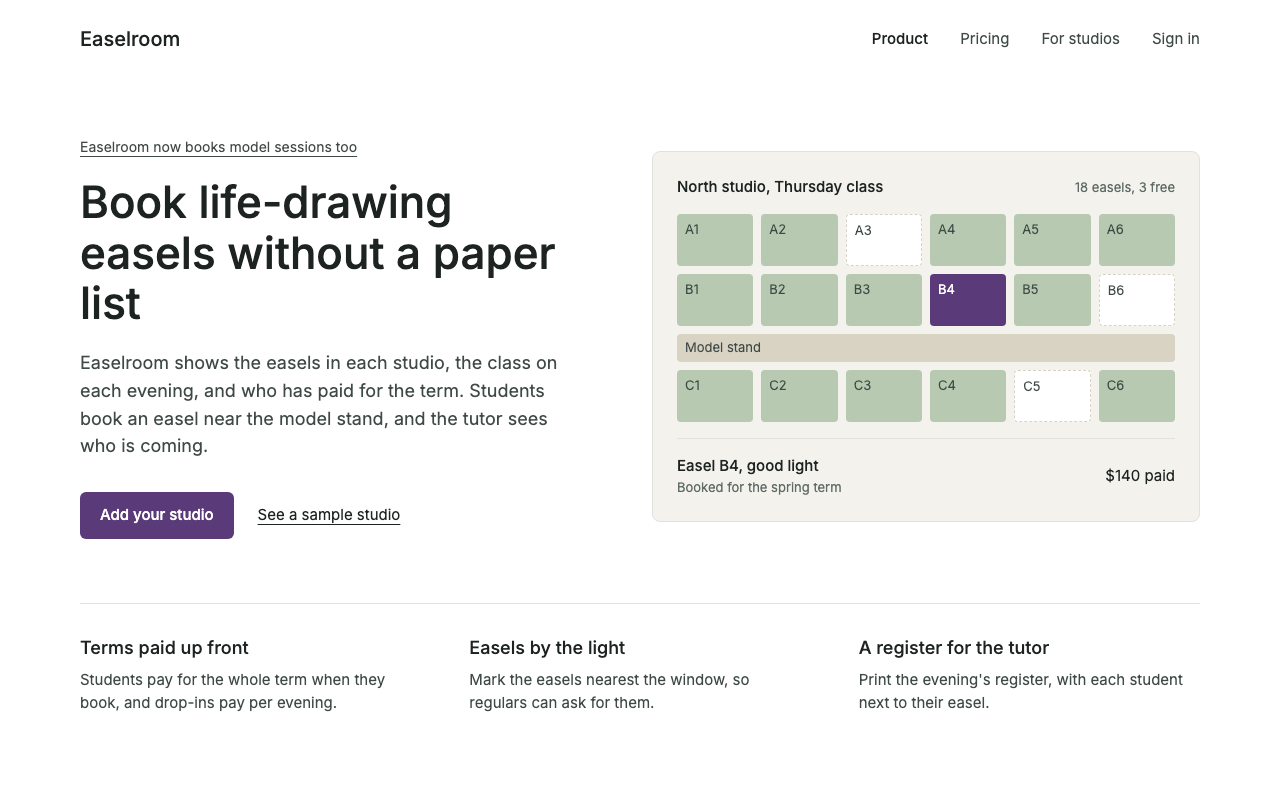 Easelroom
Product Pricing For studios Sign in
Easelroom now books model sessions too
Book life-drawing
easels without a paper
list
Easelroom shows the easels in each studio, the class on
each evening, and who has paid for the term. Students
book an easel near the model stand, and the tutor sees
who is coming.
Add your studio See a sample studio
North studio, Thursday class 18 easels, 3 free
A1 A2 A3 A4 A5 A6
B1 B2 B3 B4 B5 B6
Model stand
C1 C2 C3 C4 C5 C6
Easel B4, good light
Booked for the spring term
$140 paid
Terms paid up front
Students pay for the whole term when they
book, and drop-ins pay per evening.
Easels by the light
Mark the easels nearest the window, so
regulars can ask for them.
A register for the tutor
Print the evening's register, with each student
next to their easel.